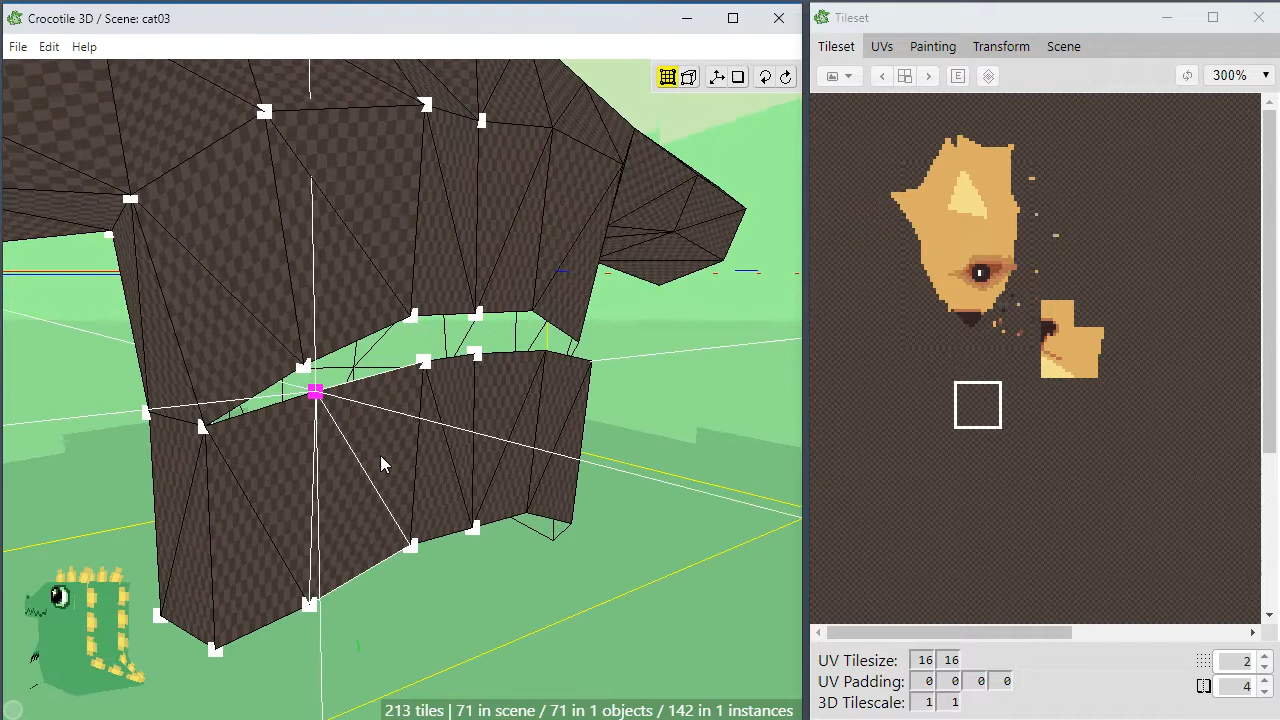 Crocotile 3D / Scene: cat03
File Edit Help
213 tiles | 71 in scene / 71 in 1 objects / 142 in 1 instances
Tileset
Tileset UVs Painting Transform Scene
E 300%
UV Tilesize: 16 16
UV Padding: 0 0 0 0
3D Tilescale: 1 1
2
4